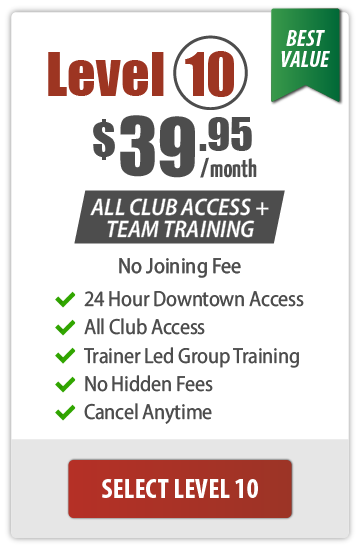 BEST
VALUE
Level 10
$39.95
/month
ALL CLUB ACCESS +
TEAM TRAINING
No Joining Fee
24 Hour Downtown Access
All Club Access
Trainer Led Group Training
No Hidden Fees
Cancel Anytime
SELECT LEVEL 10